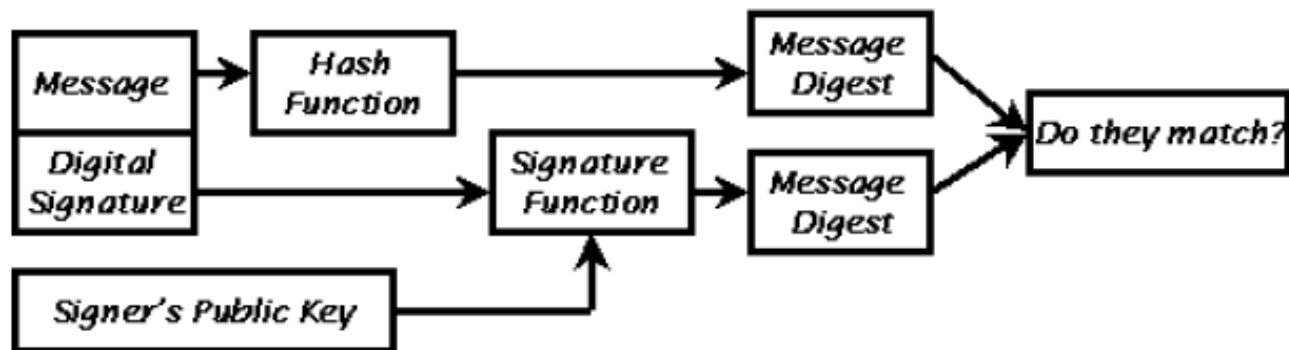 Message
Hash
Function
Message
Digest
Do they match?
Digital
Signature
Signature
Function
Message
Digest
Signer's Public Key